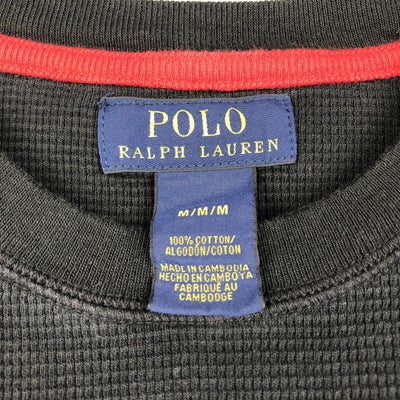 POLO
RALPH LAUREN
M/M/M
100% COTTON/
ALGODÓN/COTON
MADE IN CAMBODIA
HECHO EN CAMBOYA
FABRIQUÉ AU
CAMBODGE